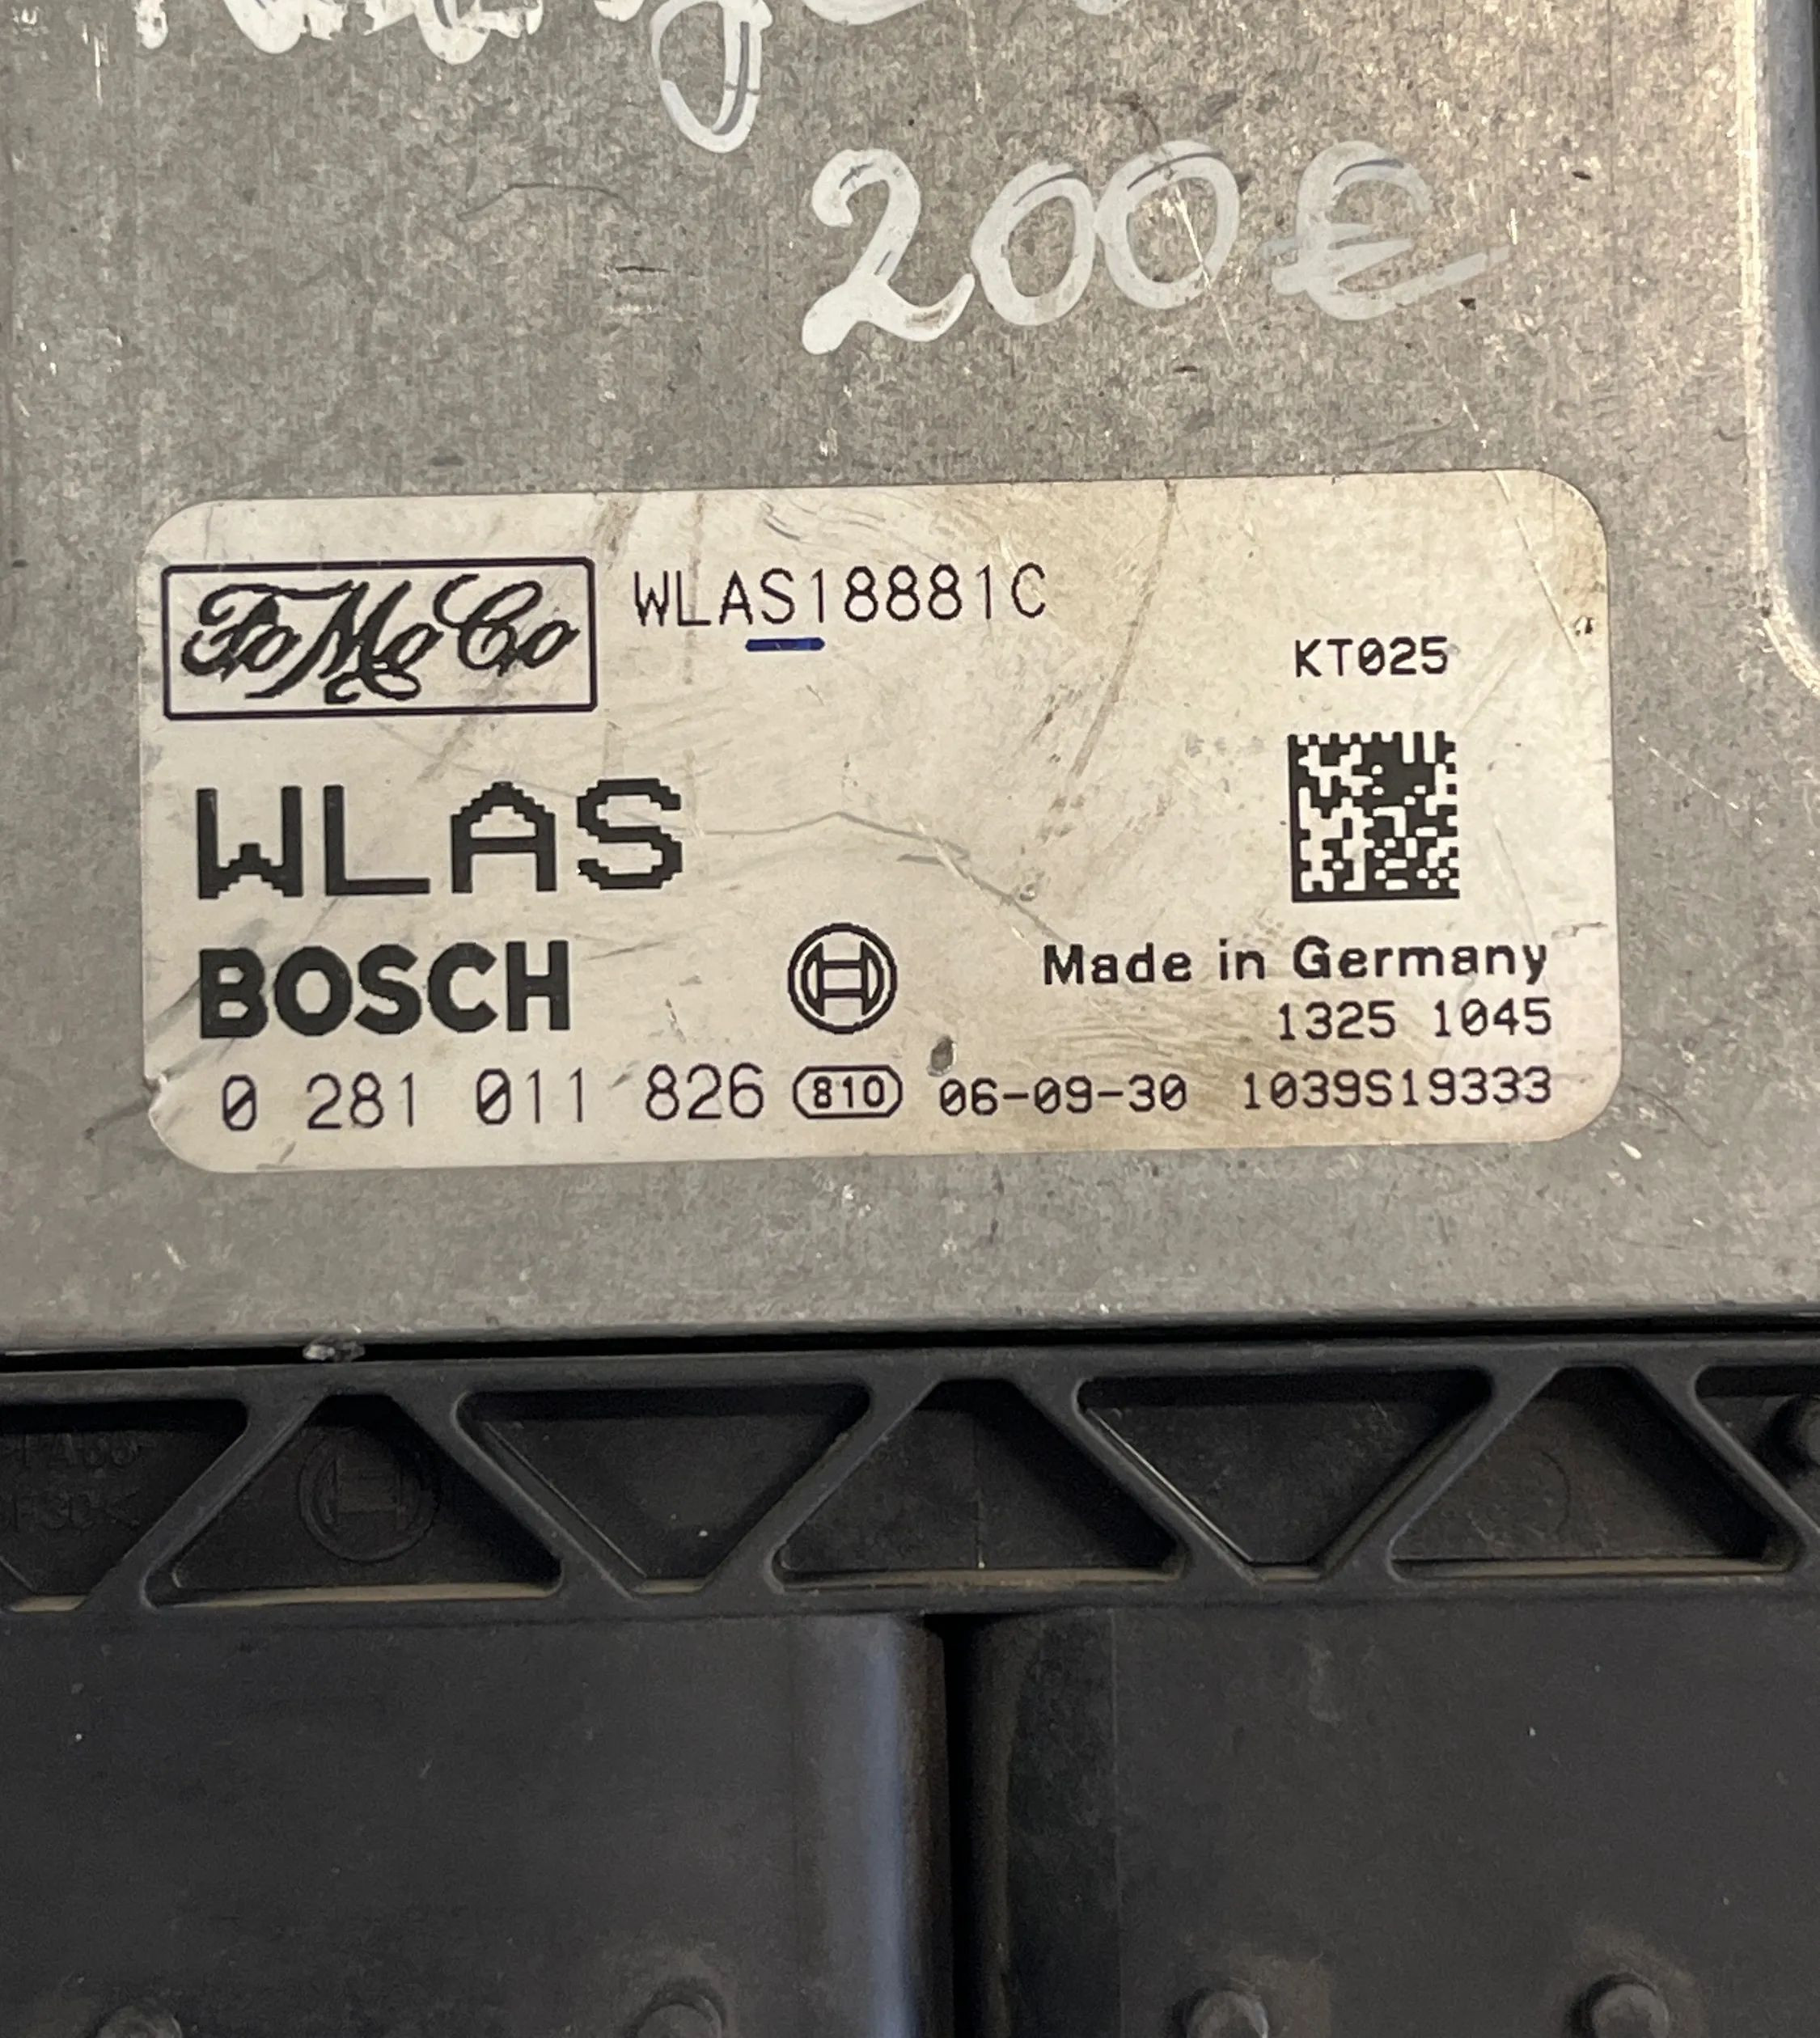 200€
FoMoCo WLAS18881C
KT025
WLAS
BOSCH
Made in Germany
1325 1045
0 281 011 826 810 06-09-30 1039S19333